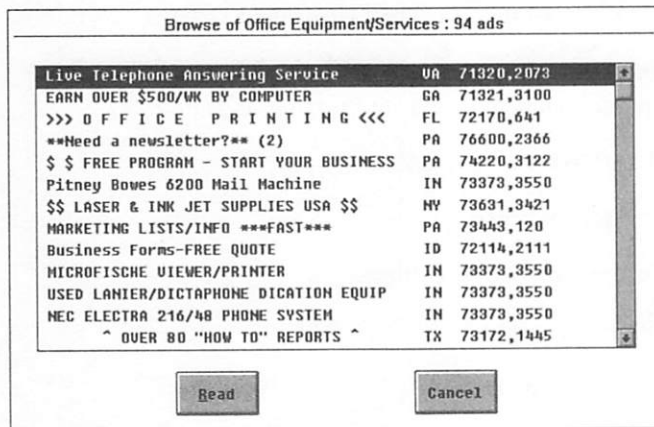 Browse of Office Equipment/Services : 94 ads
Live Telephone Answering Service VA 71320,2073
EARN OVER $500/WK BY COMPUTER GA 71321,3100
>>> O F F I C E P R I N T I N G <<< FL 72170,641
**Need a newsletter?** (2) PA 76600,2366
$ $ FREE PROGRAM - START YOUR BUSINESS PA 74220,3122
Pitney Bowes 6200 Mail Machine IN 73373,3550
$$ LASER & INK JET SUPPLIES USA $$ NY 73631,3421
MARKETING LISTS/INFO ***FAST*** PA 73443,120
Business Forms-FREE QUOTE ID 72114,2111
MICROFISCHE VIEWER/PRINTER IN 73373,3550
USED LANIER/DICTAPHONE DICATION EQUIP IN 73373,3550
NEC ELECTRA 216/48 PHONE SYSTEM IN 73373,3550
^ OVER 80 "HOW TO" REPORTS ^ TX 73172,1445
Read Cancel